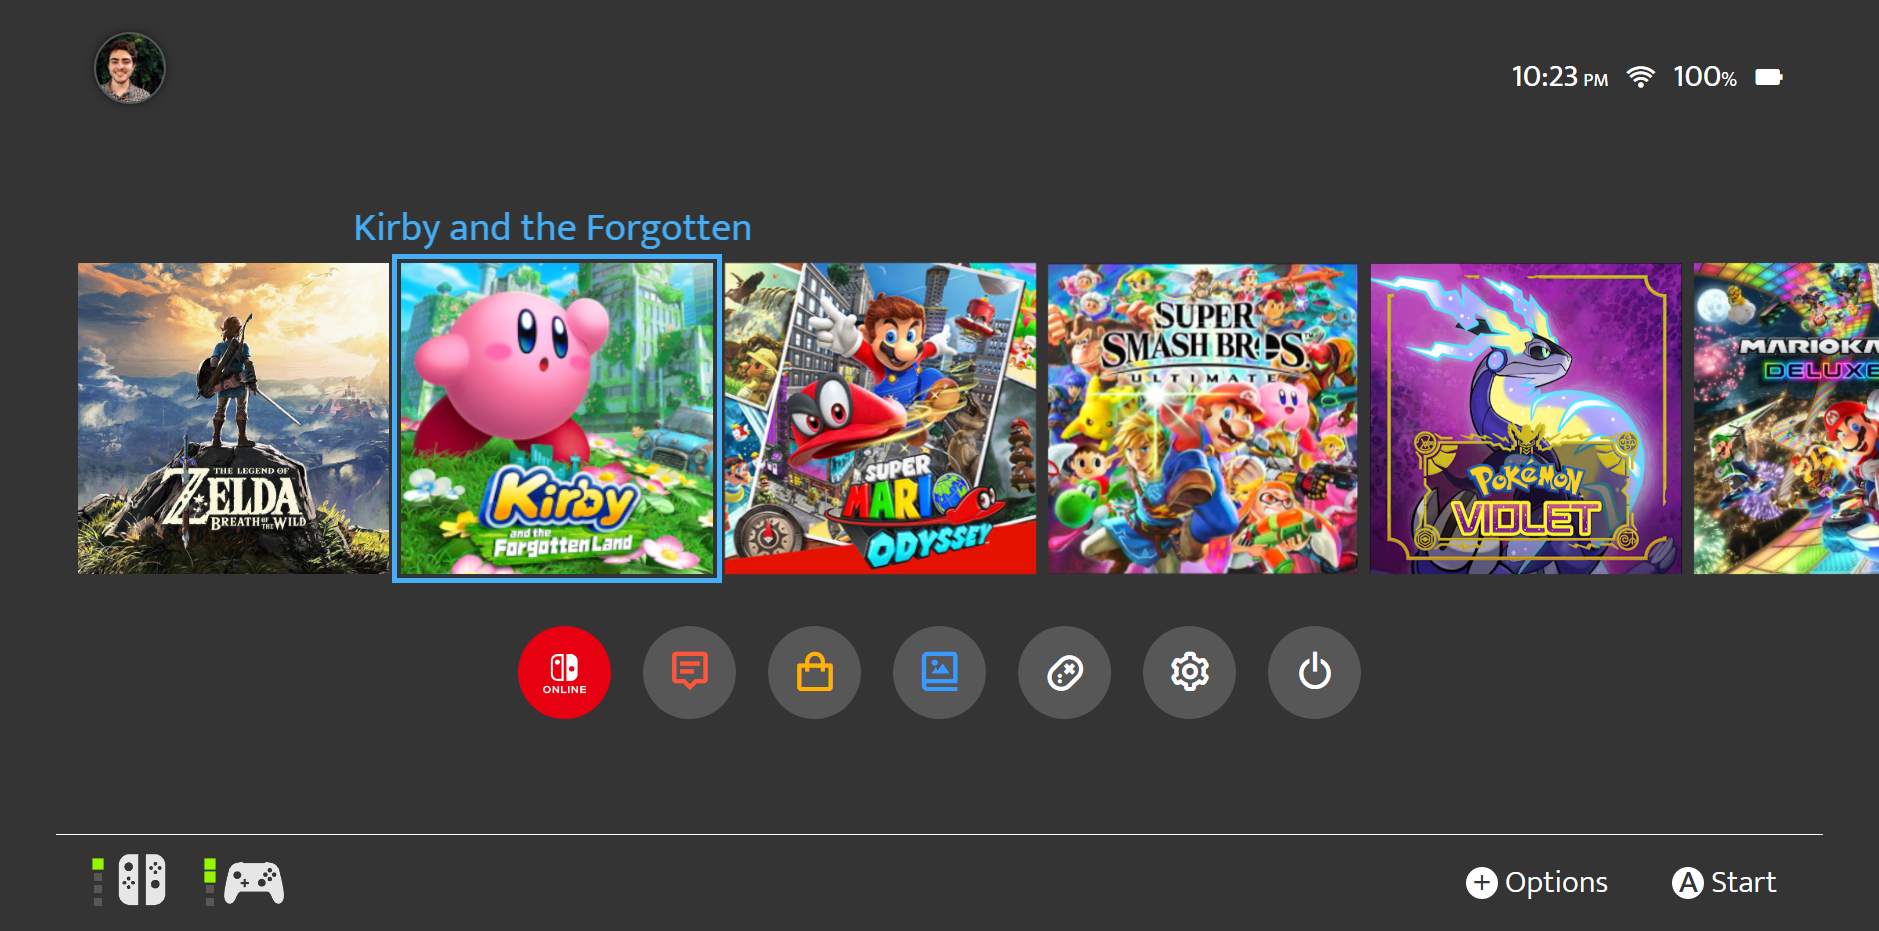 10:23 PM 100%
Kirby and the Forgotten
THE LEGEND OF
ZELDA
BREATH OF THE WILD
Kirby
and the
Forgotten Land
SUPER
MARIO
ODYSSEY
SUPER
SMASH BROS.™
ULTIMATE
POKÉMON
VIOLET
DELUXE
ONLINE
+ Options A Start